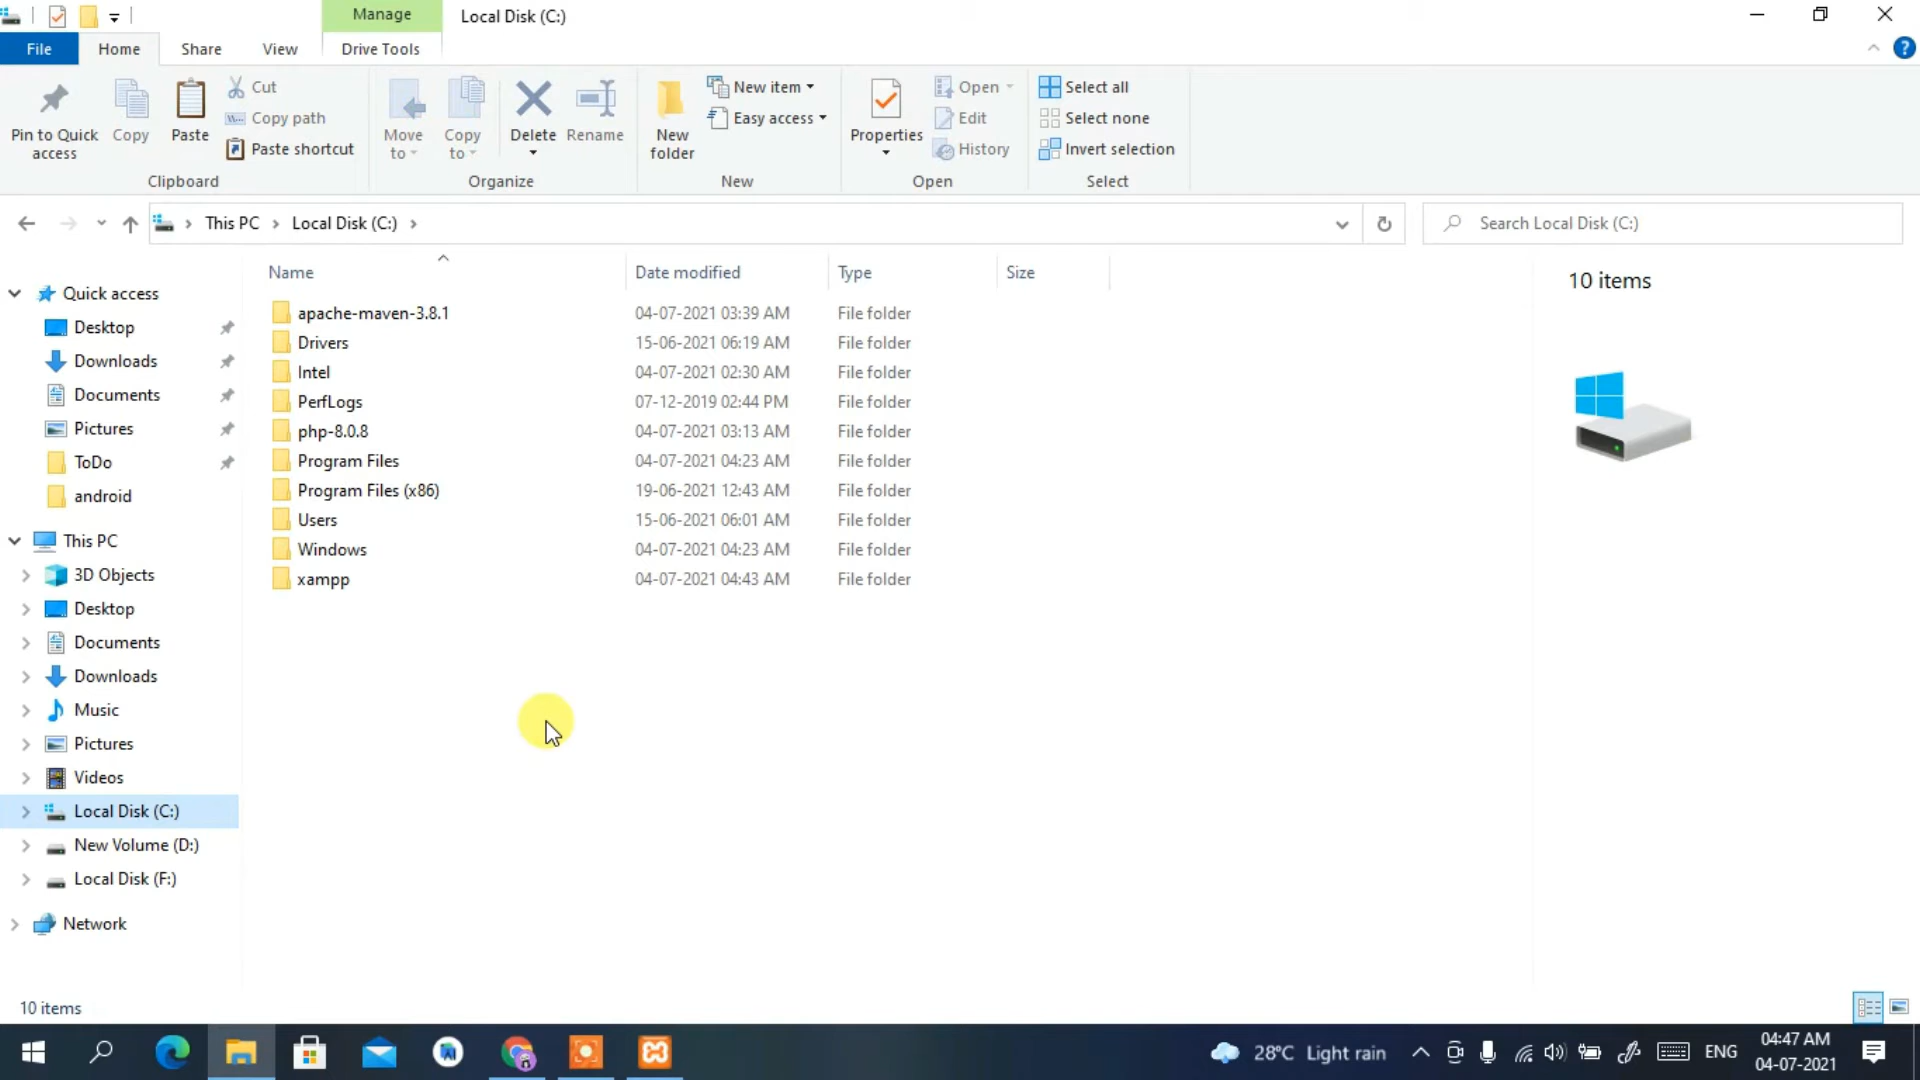 Manage
Local Disk (C:)
File
Home
Share
View
Drive Tools
Pin to Quick access
Copy
Paste
Cut
Copy path
Paste shortcut
Clipboard
Move to
Copy to
Delete
Rename
Organize
New folder
New item
Easy access
New
Properties
Open
Edit
History
Open
Select all
Select none
Invert selection
Select
This PC
Local Disk (C:)
Search Local Disk (C:)
Quick access
Desktop
Downloads
Documents
Pictures
ToDo
android
This PC
3D Objects
Desktop
Documents
Downloads
Music
Pictures
Videos
Local Disk (C:)
New Volume (D:)
Local Disk (F:)
Network
Name Date modified Type Size
apache-maven-3.8.1 04-07-2021 03:39 AM File folder
Drivers 15-06-2021 06:19 AM File folder
Intel 04-07-2021 02:30 AM File folder
PerfLogs 07-12-2019 02:44 PM File folder
php-8.0.8 04-07-2021 03:13 AM File folder
Program Files 04-07-2021 04:23 AM File folder
Program Files (x86) 19-06-2021 12:43 AM File folder
Users 15-06-2021 06:01 AM File folder
Windows 04-07-2021 04:23 AM File folder
xampp 04-07-2021 04:43 AM File folder
10 items
10 items
28°C Light rain
ENG
04:47 AM
04-07-2021